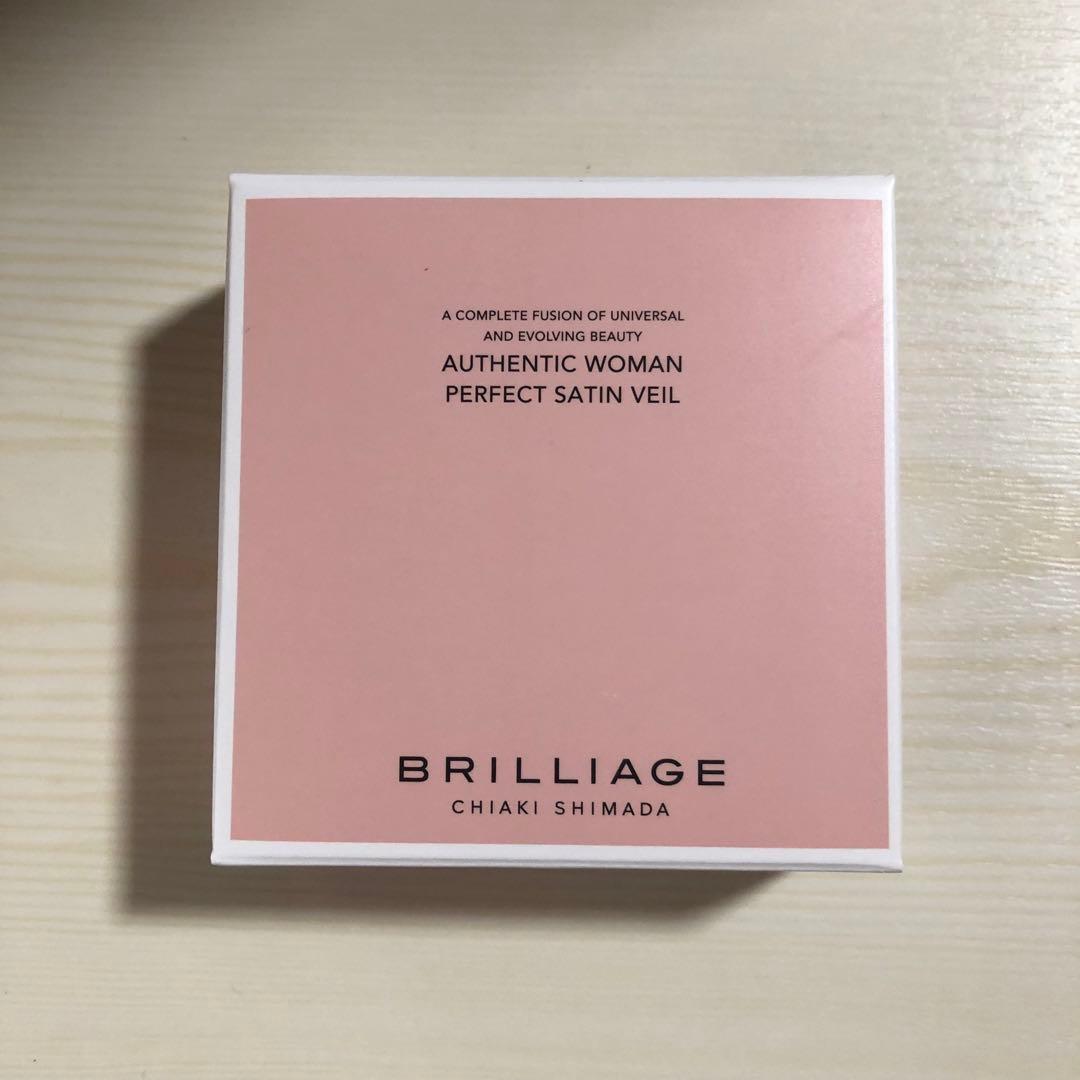 A COMPLETE FUSION OF UNIVERSAL
AND EVOLVING BEAUTY
AUTHENTIC WOMAN
PERFECT SATIN VEIL
BRILLIAGE
CHIAKI SHIMADA